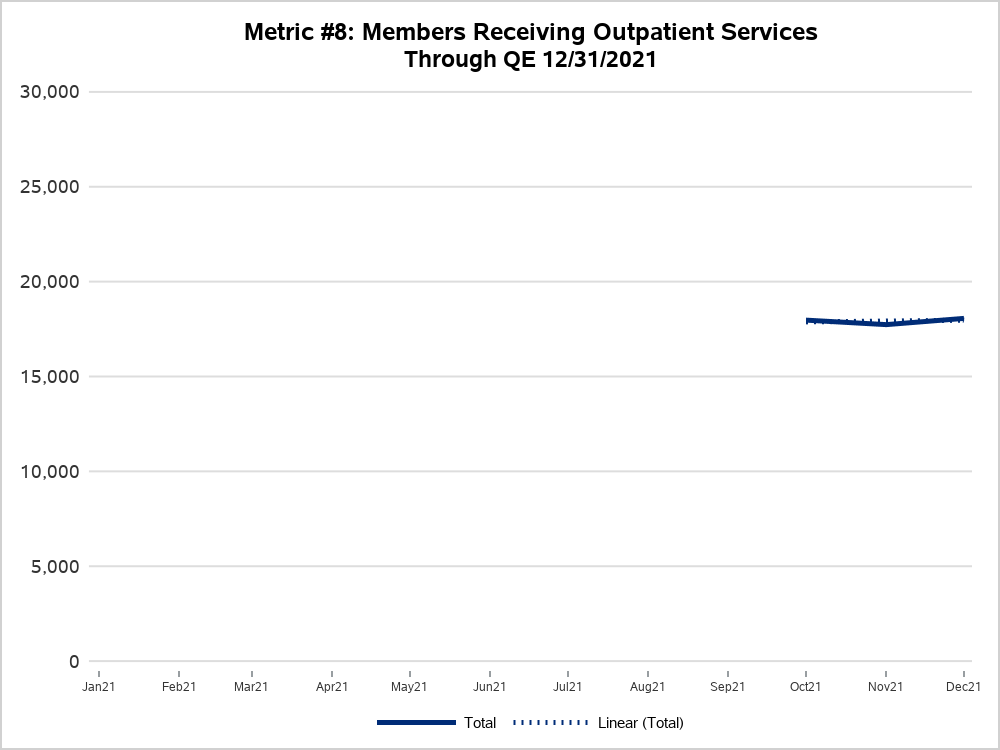 Metric #8: Members Receiving Outpatient Services
Through QE 12/31/2021
30,000
25,000
20,000
15,000
10,000
5,000
0
Jan21 Feb21 Mar21 Apr21 May21 Jun21 Jul21 Aug21 Sep21 Oct21 Nov21 Dec21
Total Linear (Total)